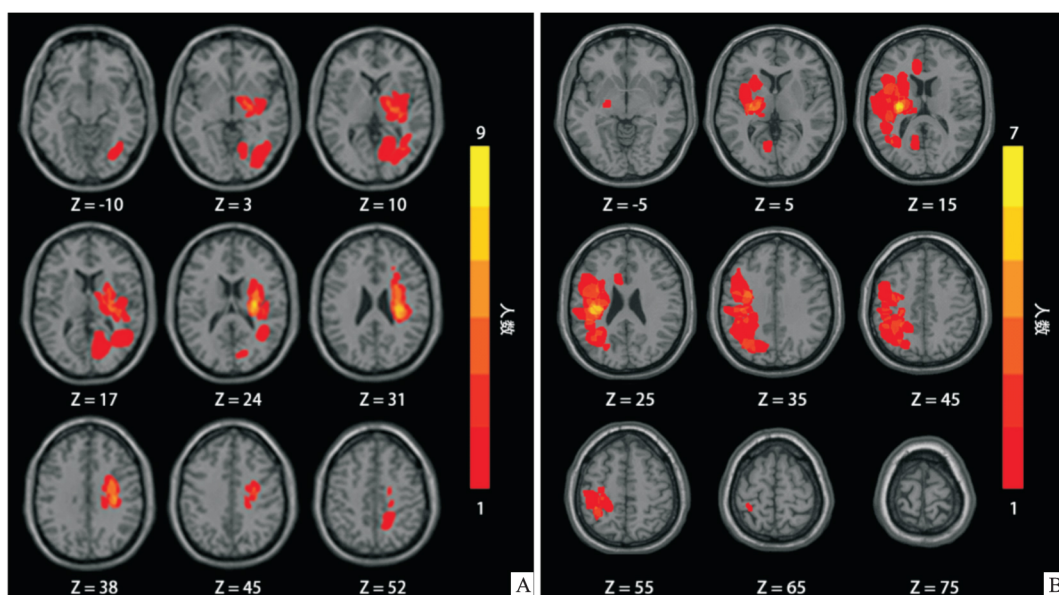 9
Z = -10
Z = 3
Z = 10
Z = 17
Z = 24
Z = 31
人数
Z = 38
Z = 45
Z = 52
1
A
7
Z = -5
Z = 5
Z = 15
Z = 25
Z = 35
Z = 45
人数
Z = 55
Z = 65
Z = 75
1
B